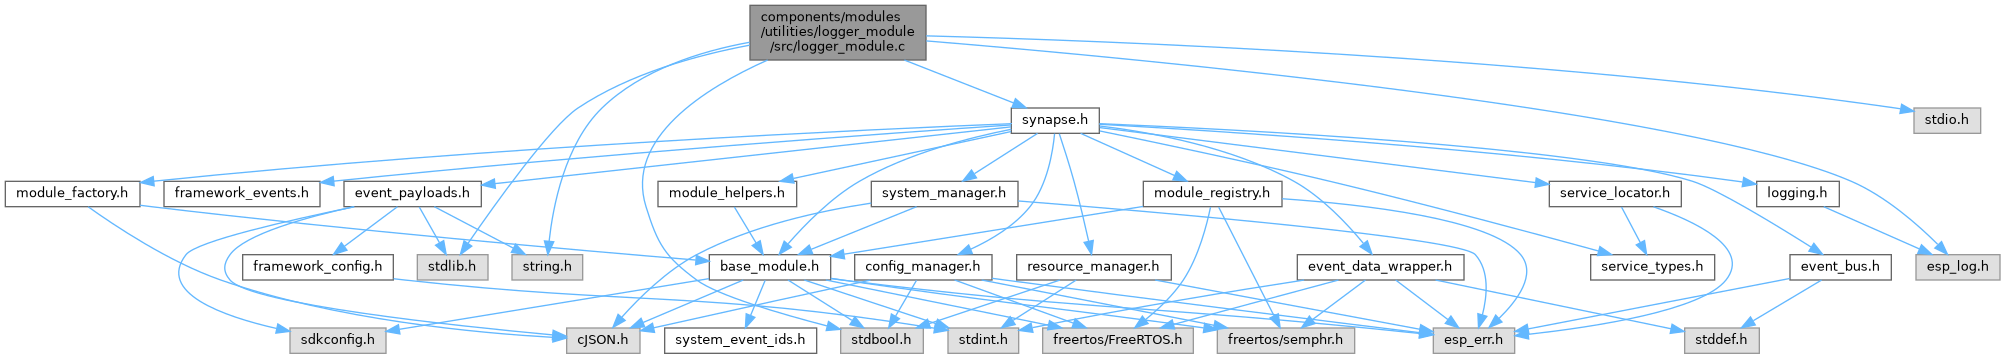 components/modules
/utilities/logger_module
/src/logger_module.c
synapse.h
stdio.h
module_factory.h
framework_events.h
event_payloads.h
module_helpers.h
system_manager.h
module_registry.h
service_locator.h
logging.h
framework_config.h
stdlib.h
string.h
base_module.h
config_manager.h
resource_manager.h
event_data_wrapper.h
service_types.h
event_bus.h
esp_log.h
sdkconfig.h
cJSON.h
system_event_ids.h
stdbool.h
stdint.h
freertos/FreeRTOS.h
freertos/semphr.h
esp_err.h
stddef.h